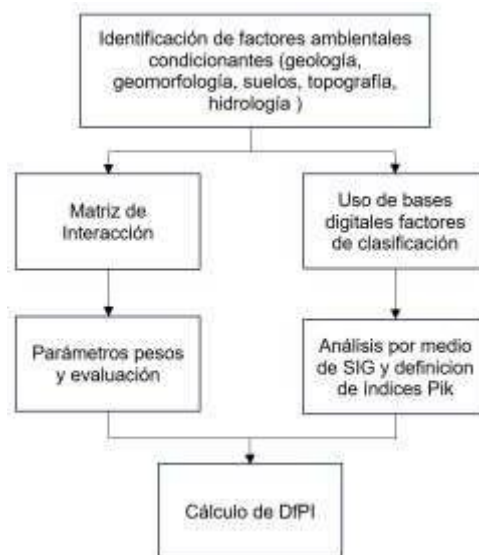 Identificación de factores ambientales
condicionantes (geología,
geomorfología, suelos, topografía,
hidrología )
Matriz de
Interacción
Uso de bases
digitales factores
de clasificación
Parámetros pesos
y evaluación
Análisis por medio
de SIG y definicion
de índices Pik
Cálculo de DfPI